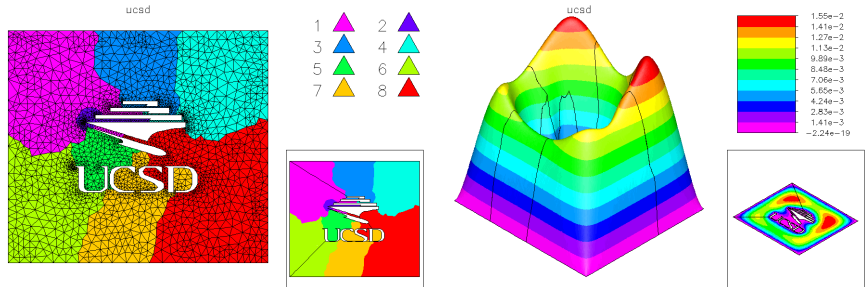 ucsd
1 2
3 4
5 6
7 8
UCSD
UCSD
ucsd
1.55e-2
1.41e-2
1.27e-2
1.13e-2
9.89e-3
8.48e-3
7.06e-3
5.65e-3
4.24e-3
2.83e-3
1.41e-3
-2.24e-19